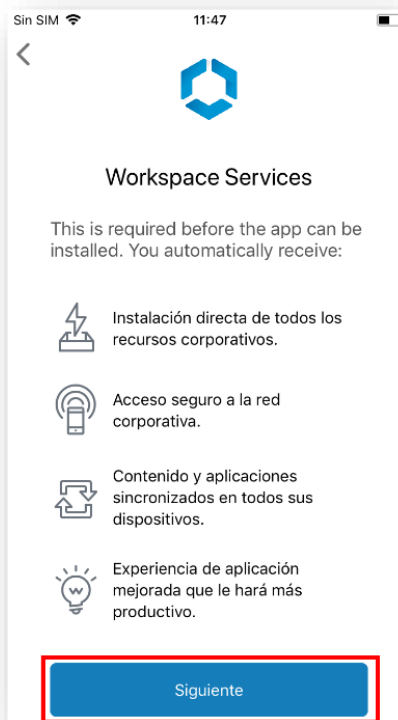 Sin SIM 11:47
Workspace Services
This is required before the app can be
installed. You automatically receive:
Instalación directa de todos los
recursos corporativos.
Acceso seguro a la red
corporativa.
Contenido y aplicaciones
sincronizados en todos sus
dispositivos.
Experiencia de aplicación
mejorada que le hará más
productivo.
Siguiente